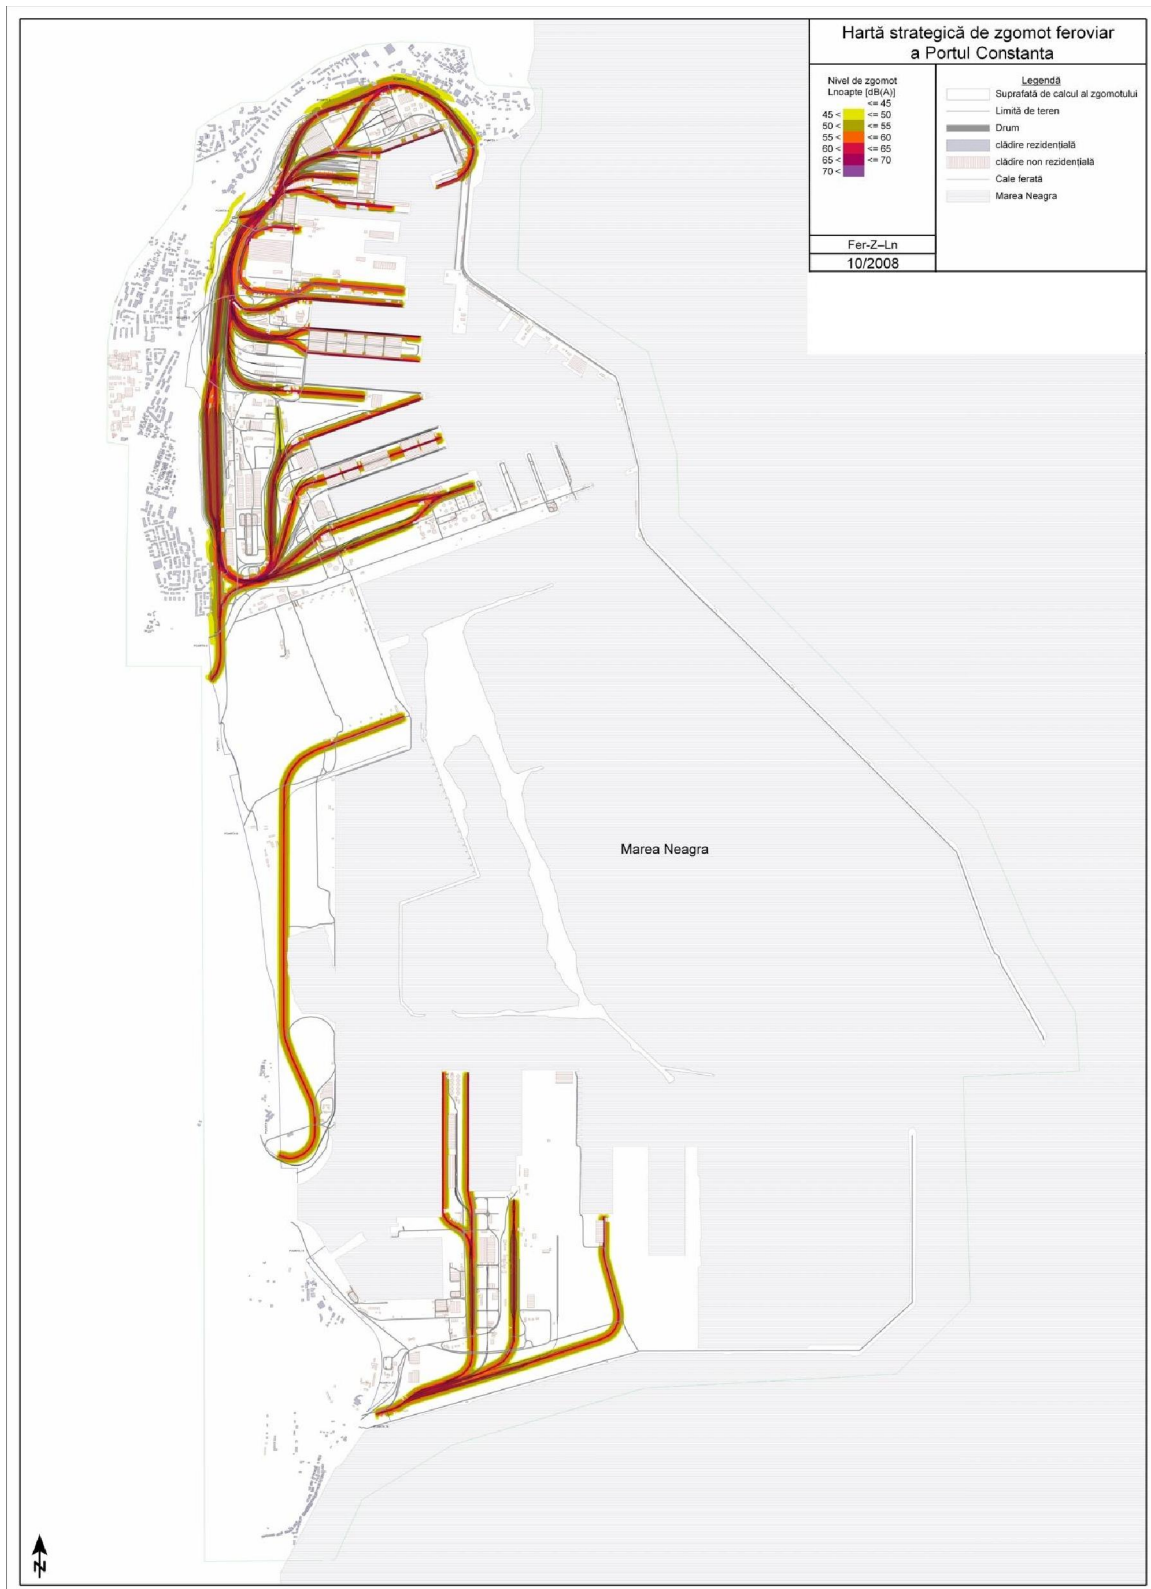 Hartă strategică de zgomot feroviar
a Portul Constanta
Nivel de zgomot
Lnoapte [dB(A)]
<= 45
45 < <= 50
50 < <= 55
55 < <= 60
60 < <= 65
65 < <= 70
70 <
Legendă
Suprafată de calcul al zgomotului
Limită de teren
Drum
clădire rezidențială
clădire non rezidențială
Cale ferată
Marea Neagra
Fer-Z–Ln
10/2008
Marea Neagra
N